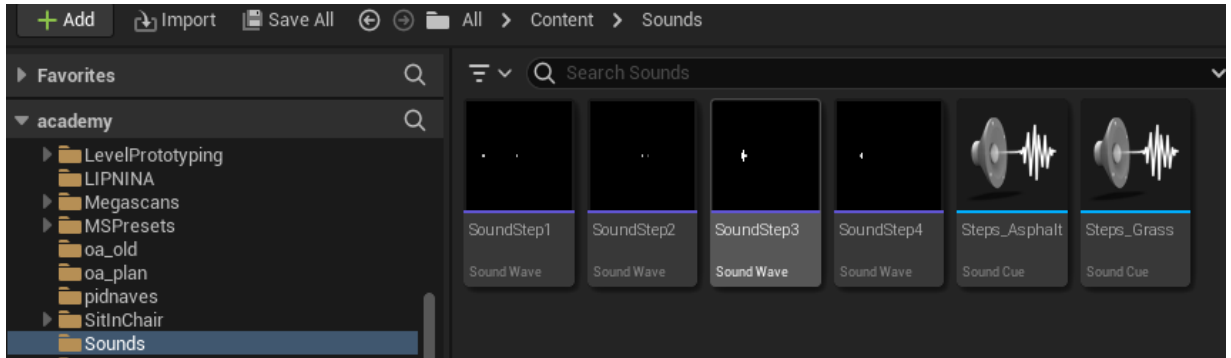 Add Import Save All All > Content > Sounds
Favorites
Search Sounds
academy
LevelPrototyping
LIPNINA
Megascans
MSPresets
oa_old
oa_plan
pidnaves
SitInChair
Sounds
SoundStep1 SoundStep2 SoundStep3 SoundStep4 Steps_Asphalt Steps_Grass
Sound Wave Sound Wave Sound Wave Sound Wave Sound Cue Sound Cue